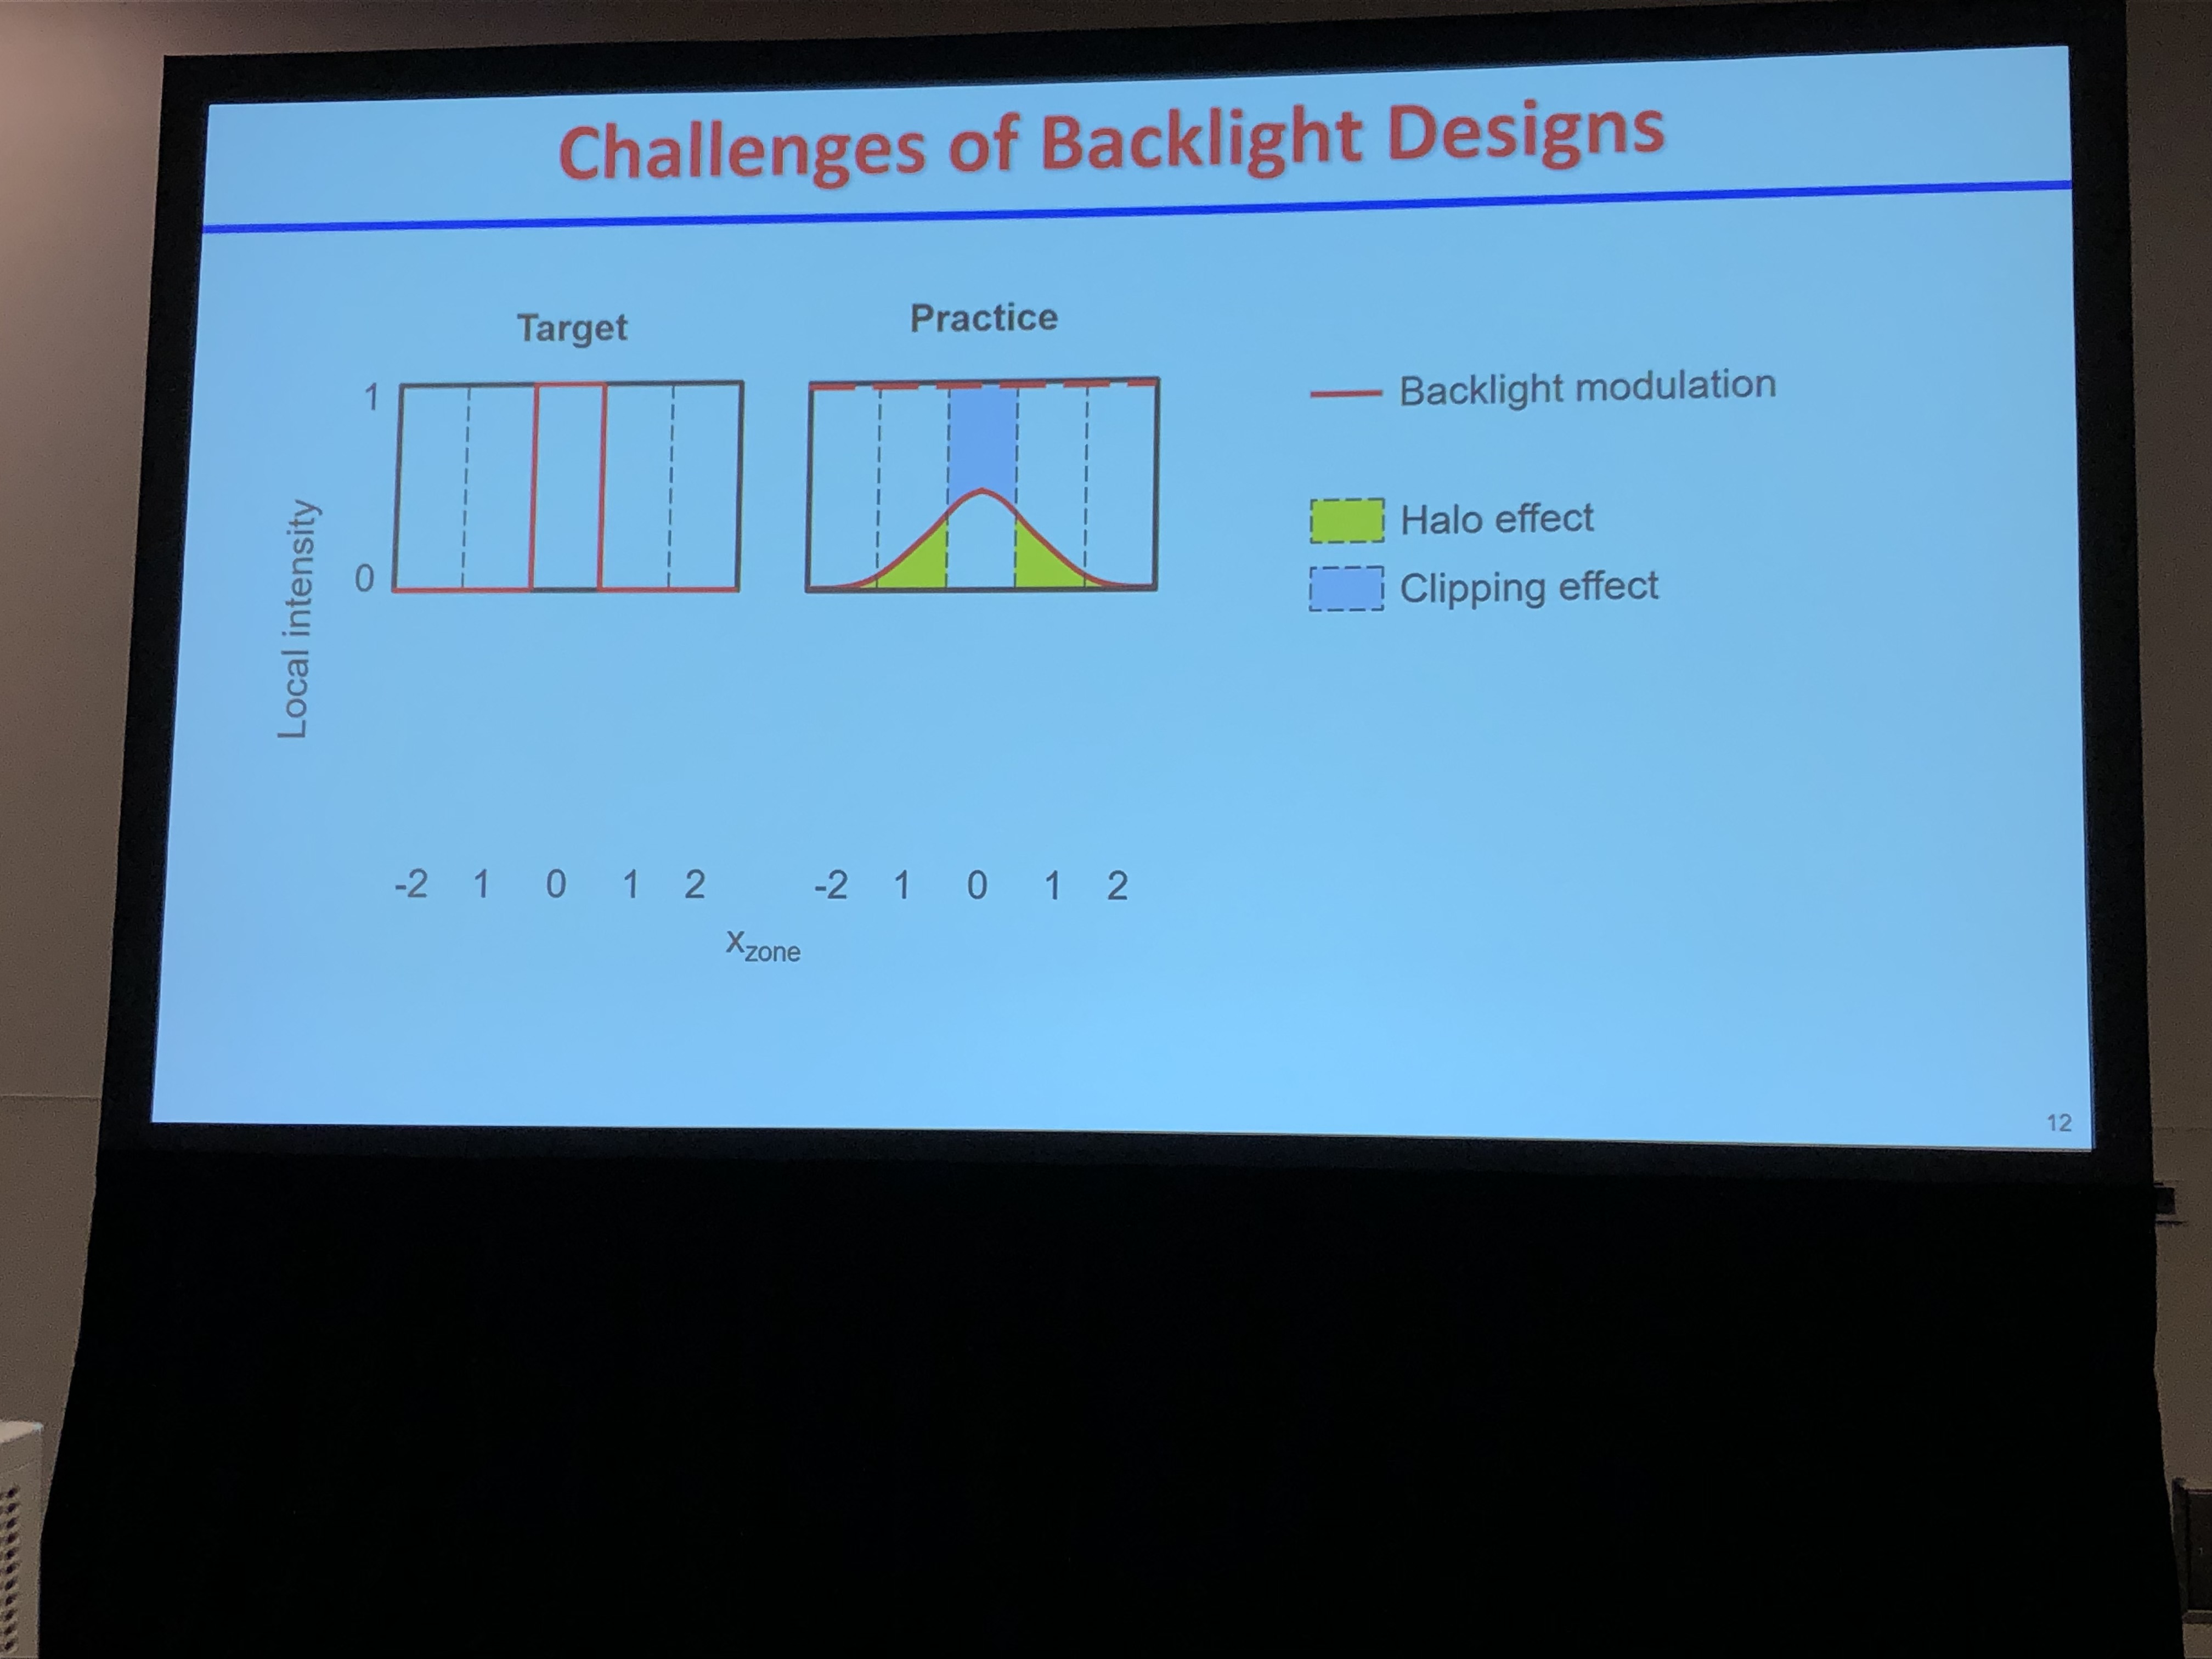 Challenges of Backlight Designs
Target
Practice
1
0
Local intensity
Backlight modulation
Halo effect
Clipping effect
-2 1 0 1 2
-2 1 0 1 2
xzone
12